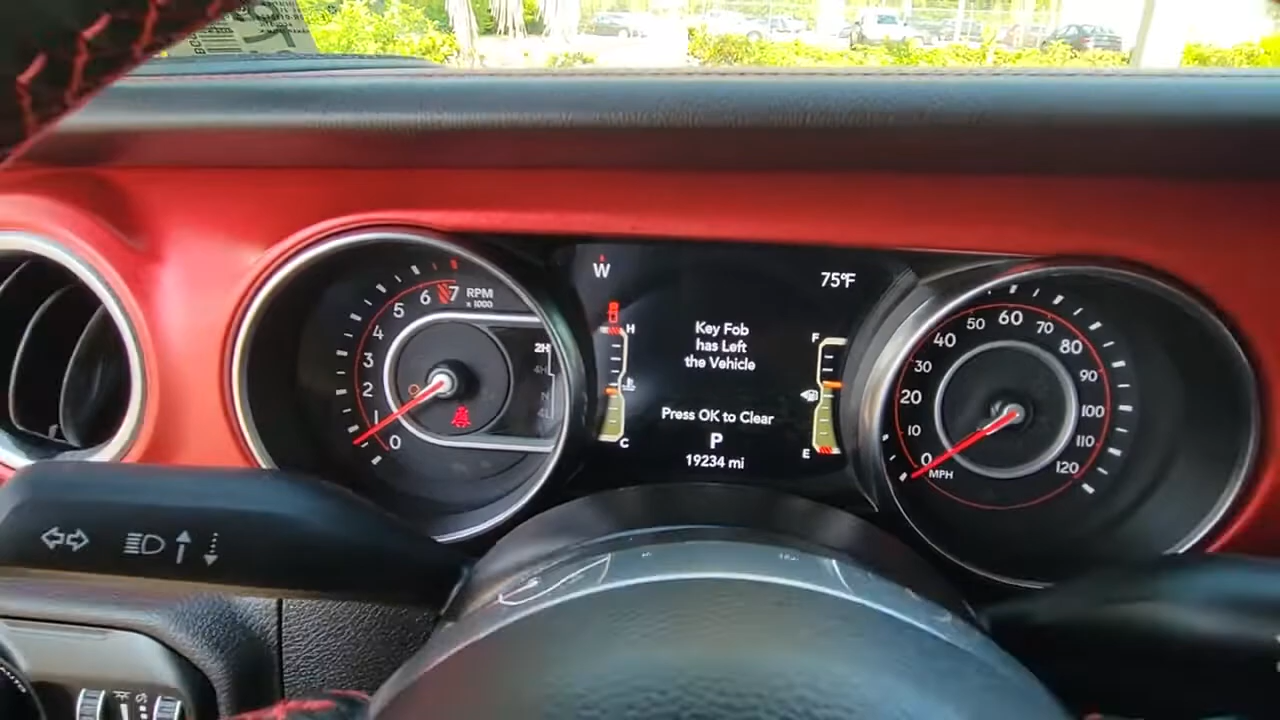 W
75°F
Key Fob
has Left
the Vehicle
Press OK to Clear
P
19234 mi
H
C
F
E
0
1
2
3
4
5
6
7
RPM
x 1000
2H
4H
N
4L
0
10
20
30
40
50
60
70
80
90
100
110
120
MPH
AUTO